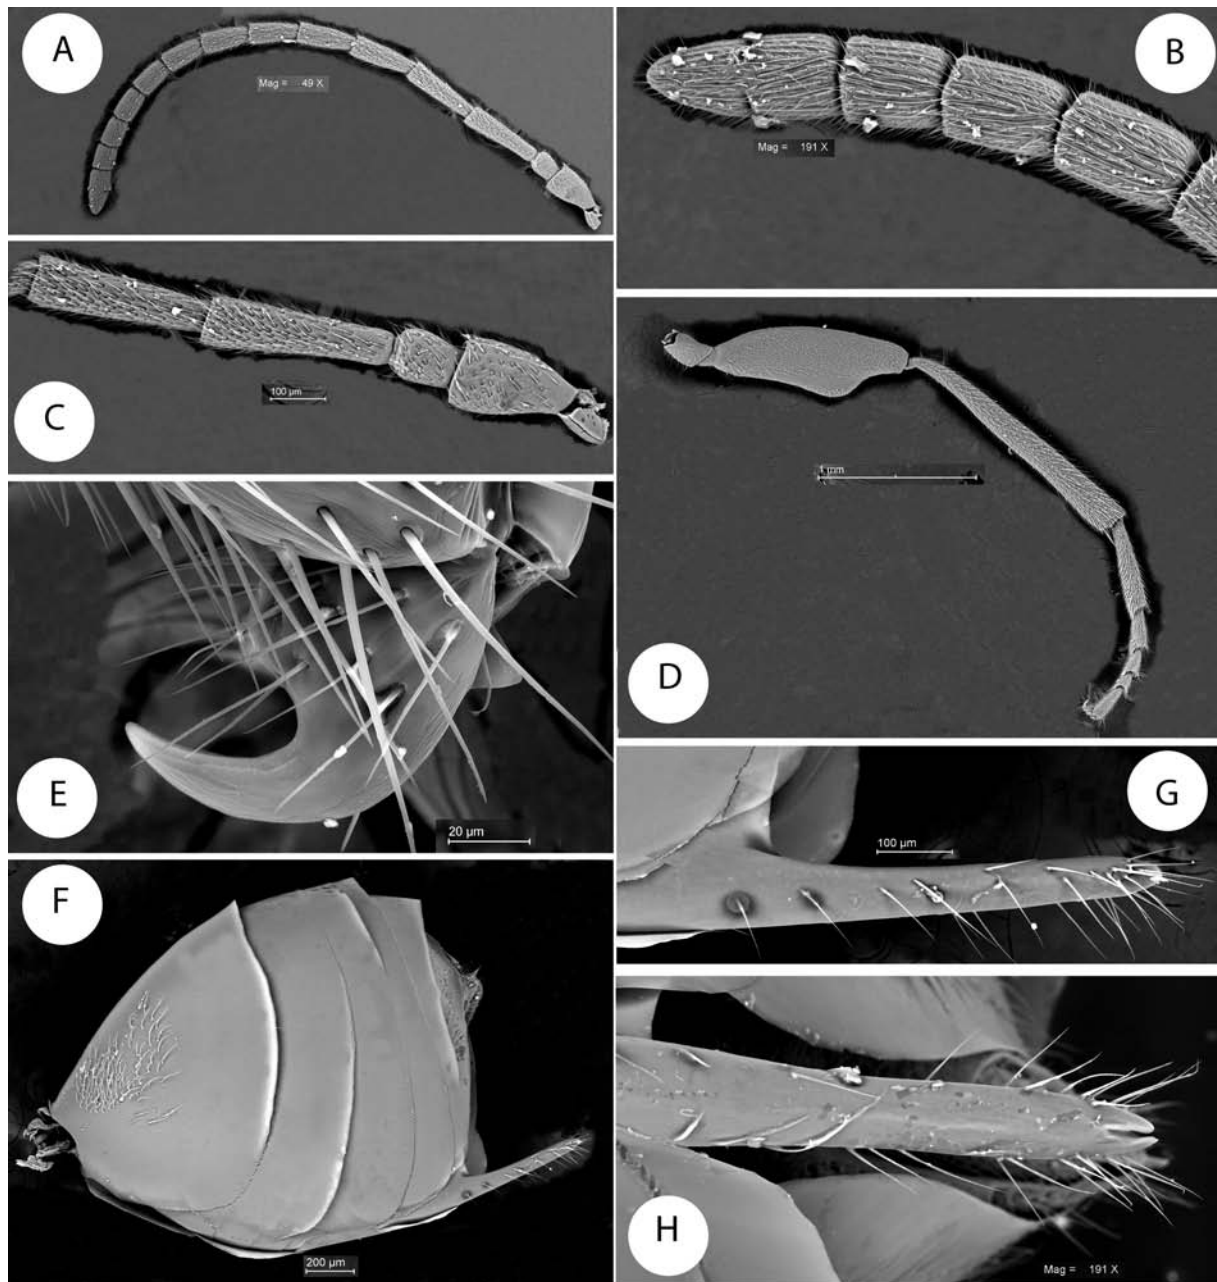 A
Mag = 49 X
B
Mag = 191 X
C
100 µm
D
1 mm
E
20 µm
F
200 µm
G
100 µm
H
Mag = 191 X